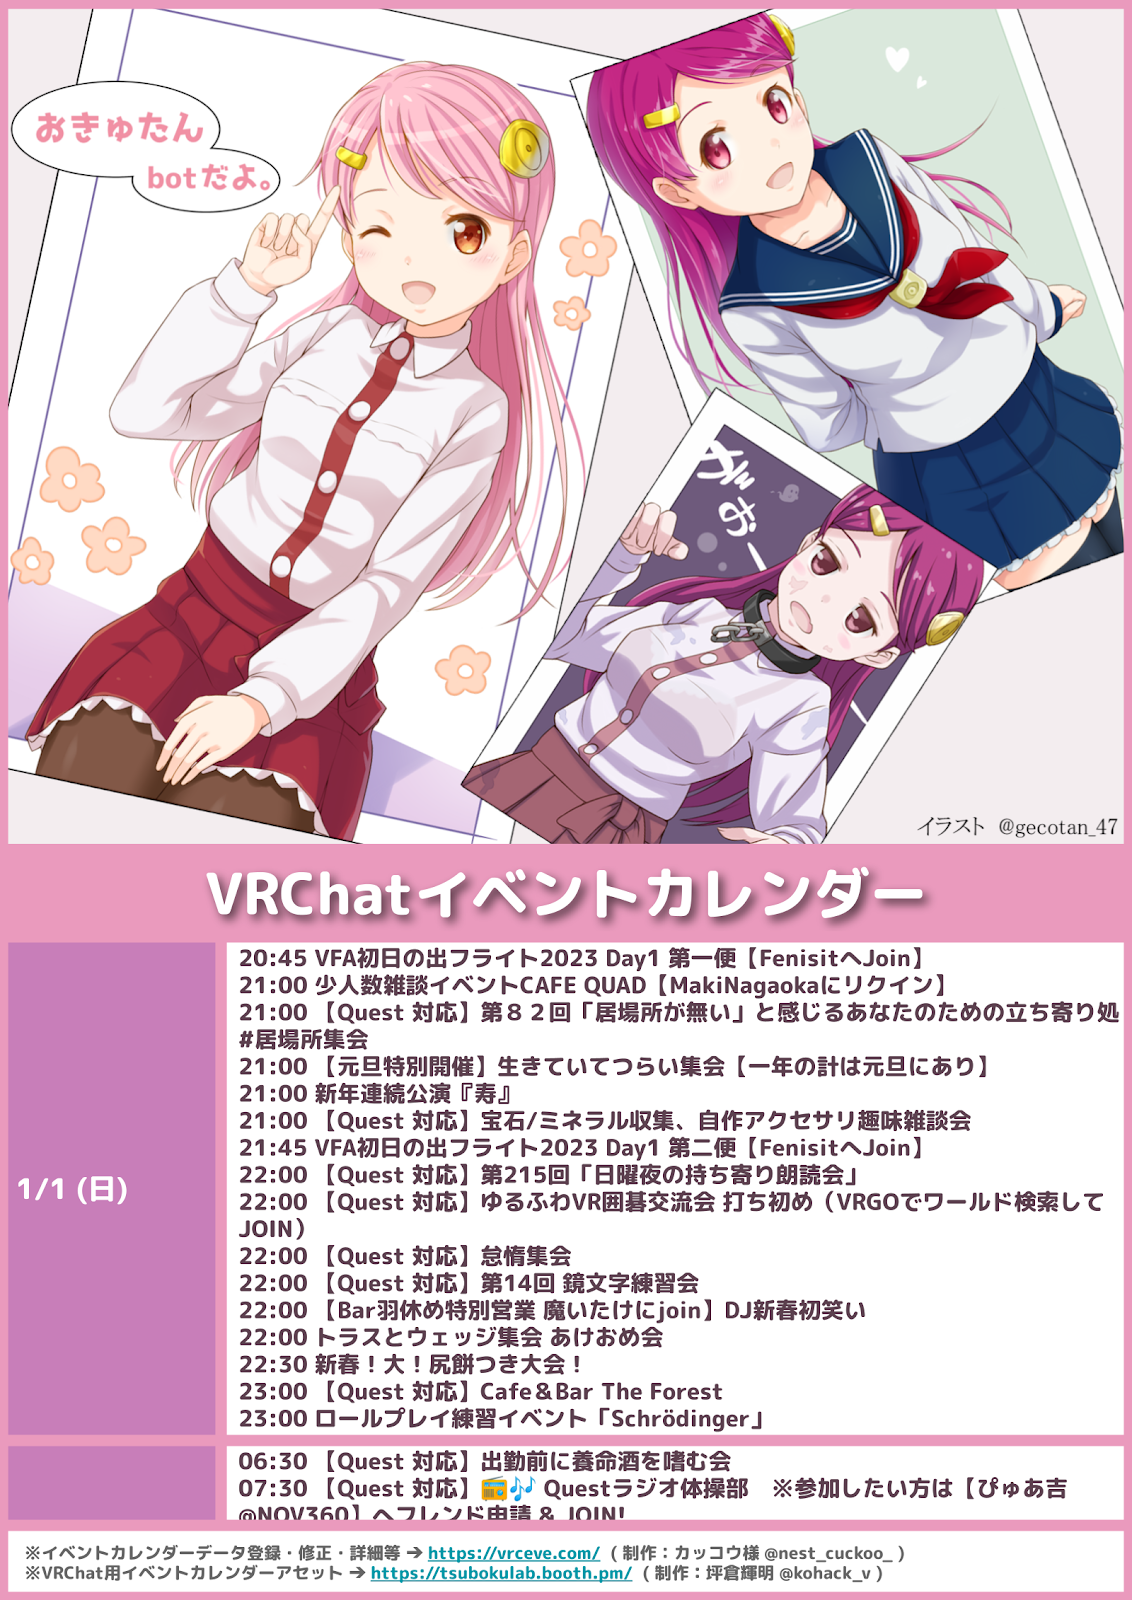 おきゅたん
botだよ。
がおー
イラスト @gecotan_47
VRChatイベントカレンダー
1/1 (日)
20:45 VFA初日の出フライト2023 Day1 第一便【FenisitへJoin】
21:00 少人数雑談イベントCAFE QUAD【MakiNagaokaにリクイン】
21:00 【Quest 対応】第８２回「居場所が無い」と感じるあなたのための立ち寄り処
#居場所集会
21:00 【元旦特別開催】生きていてつらい集会【一年の計は元旦にあり】
21:00 新年連続公演『寿』
21:00 【Quest 対応】宝石/ミネラル収集、自作アクセサリ趣味雑談会
21:45 VFA初日の出フライト2023 Day1 第二便【FenisitへJoin】
22:00 【Quest 対応】第215回「日曜夜の持ち寄り朗読会」
22:00 【Quest 対応】ゆるふわVR囲碁交流会 打ち初め（VRGOでワールド検索して
JOIN）
22:00 【Quest 対応】怠惰集会
22:00 【Quest 対応】第14回 鏡文字練習会
22:00 【Bar羽休め特別営業 魔いたけにjoin】DJ新春初笑い
22:00 トラスとウェッジ集会 あけおめ会
22:30 新春！大！尻餅つき大会！
23:00 【Quest 対応】Cafe＆Bar The Forest
23:00 ロールプレイ練習イベント「Schrödinger」
06:30 【Quest 対応】出勤前に養命酒を嗜む会
07:30 【Quest 対応】📻🎶 Questラジオ体操部　※参加したい方は【ぴゅあ吉
@NOV360】へフレンド申請 & JOIN!
※イベントカレンダーデータ登録・修正・詳細等 ➔ https://vrceve.com/ （制作：カッコウ様 @nest_cuckoo_ ）
※VRChat用イベントカレンダーアセット ➔ https://tsubokulab.booth.pm/ （制作：坪倉輝明 @kohack_v ）